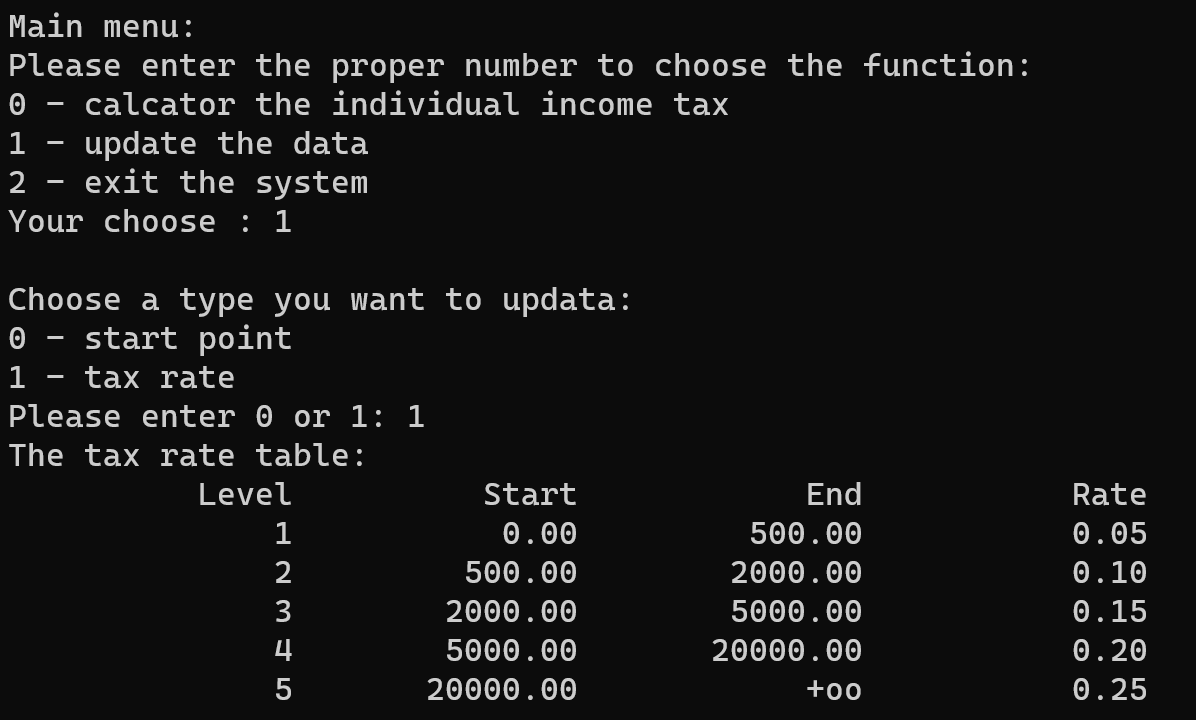 Main menu:
Please enter the proper number to choose the function:
0 - calcator the individual income tax
1 - update the data
2 - exit the system
Your choose : 1
Choose a type you want to updata:
0 - start point
1 - tax rate
Please enter 0 or 1: 1
The tax rate table:
Level Start End Rate
1 0.00 500.00 0.05
2 500.00 2000.00 0.10
3 2000.00 5000.00 0.15
4 5000.00 20000.00 0.20
5 20000.00 +oo 0.25